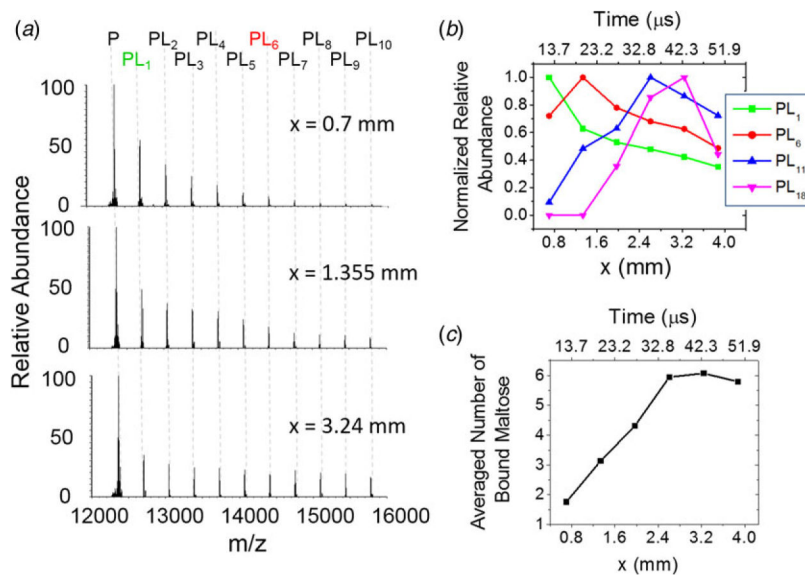 (a)
P PL2 PL4 PL6 PL8 PL10
PL1 PL3 PL5 PL7 PL9
100
50
0
x = 0.7 mm
100
50
0
x = 1.355 mm
100
50
0
x = 3.24 mm
Relative Abundance
12000 13000 14000 15000 16000
m/z
(b)
Time (μs)
13.7 23.2 32.8 42.3 51.9
1.0
0.8
0.6
0.4
0.2
0.0
Normalized Relative
Abundance
PL1
PL6
PL11
PL18
0.8 1.6 2.4 3.2 4.0
x (mm)
(c)
Time (μs)
13.7 23.2 32.8 42.3 51.9
6
5
4
3
2
1
Averaged Number of
Bound Maltose
0.8 1.6 2.4 3.2 4.0
x (mm)